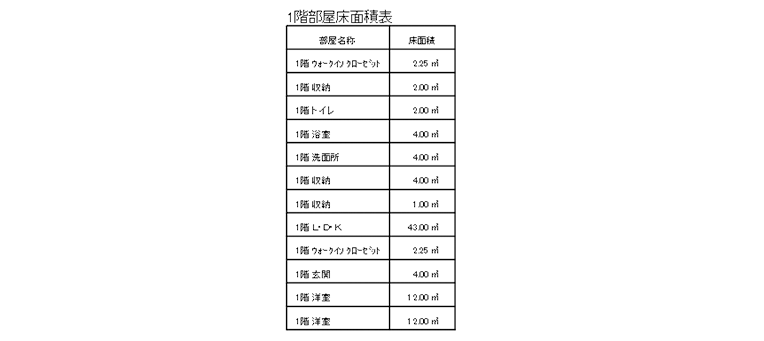 1階部屋床面積表
部屋名称 床面積
1階 ウォークインクローゼット 2.25 ㎡
1階 収納 2.00 ㎡
1階 トイレ 2.00 ㎡
1階 浴室 4.00 ㎡
1階 洗面所 4.00 ㎡
1階 収納 4.00 ㎡
1階 収納 1.00 ㎡
1階 L・D・K 43.00 ㎡
1階 ウォークインクローゼット 2.25 ㎡
1階 玄関 4.00 ㎡
1階 洋室 12.00 ㎡
1階 洋室 12.00 ㎡